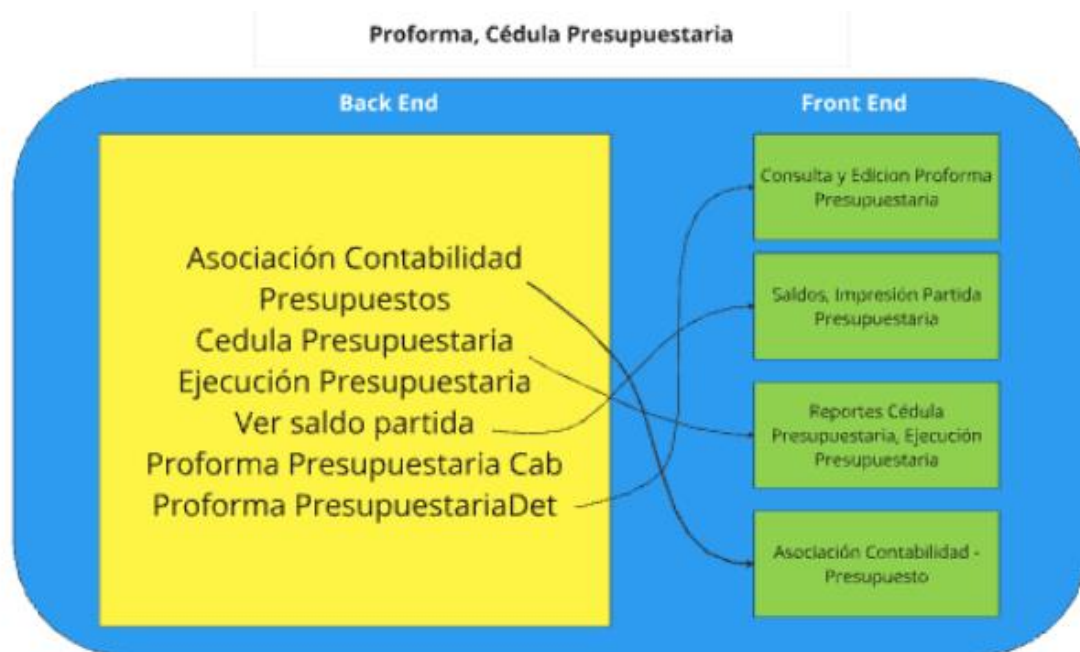 Proforma, Cédula Presupuestaria
Back End
Front End
Asociación Contabilidad
Presupuestos
Cedula Presupuestaria
Ejecución Presupuestaria
Ver saldo partida
Proforma Presupuestaria Cab
Proforma PresupuestariaDet
Consulta y Edicion Proforma
Presupuestaria
Saldos, Impresión Partida
Presupuestaria
Reportes Cédula
Presupuestaria, Ejecución
Presupuestaria
Asociación Contabilidad -
Presupuesto